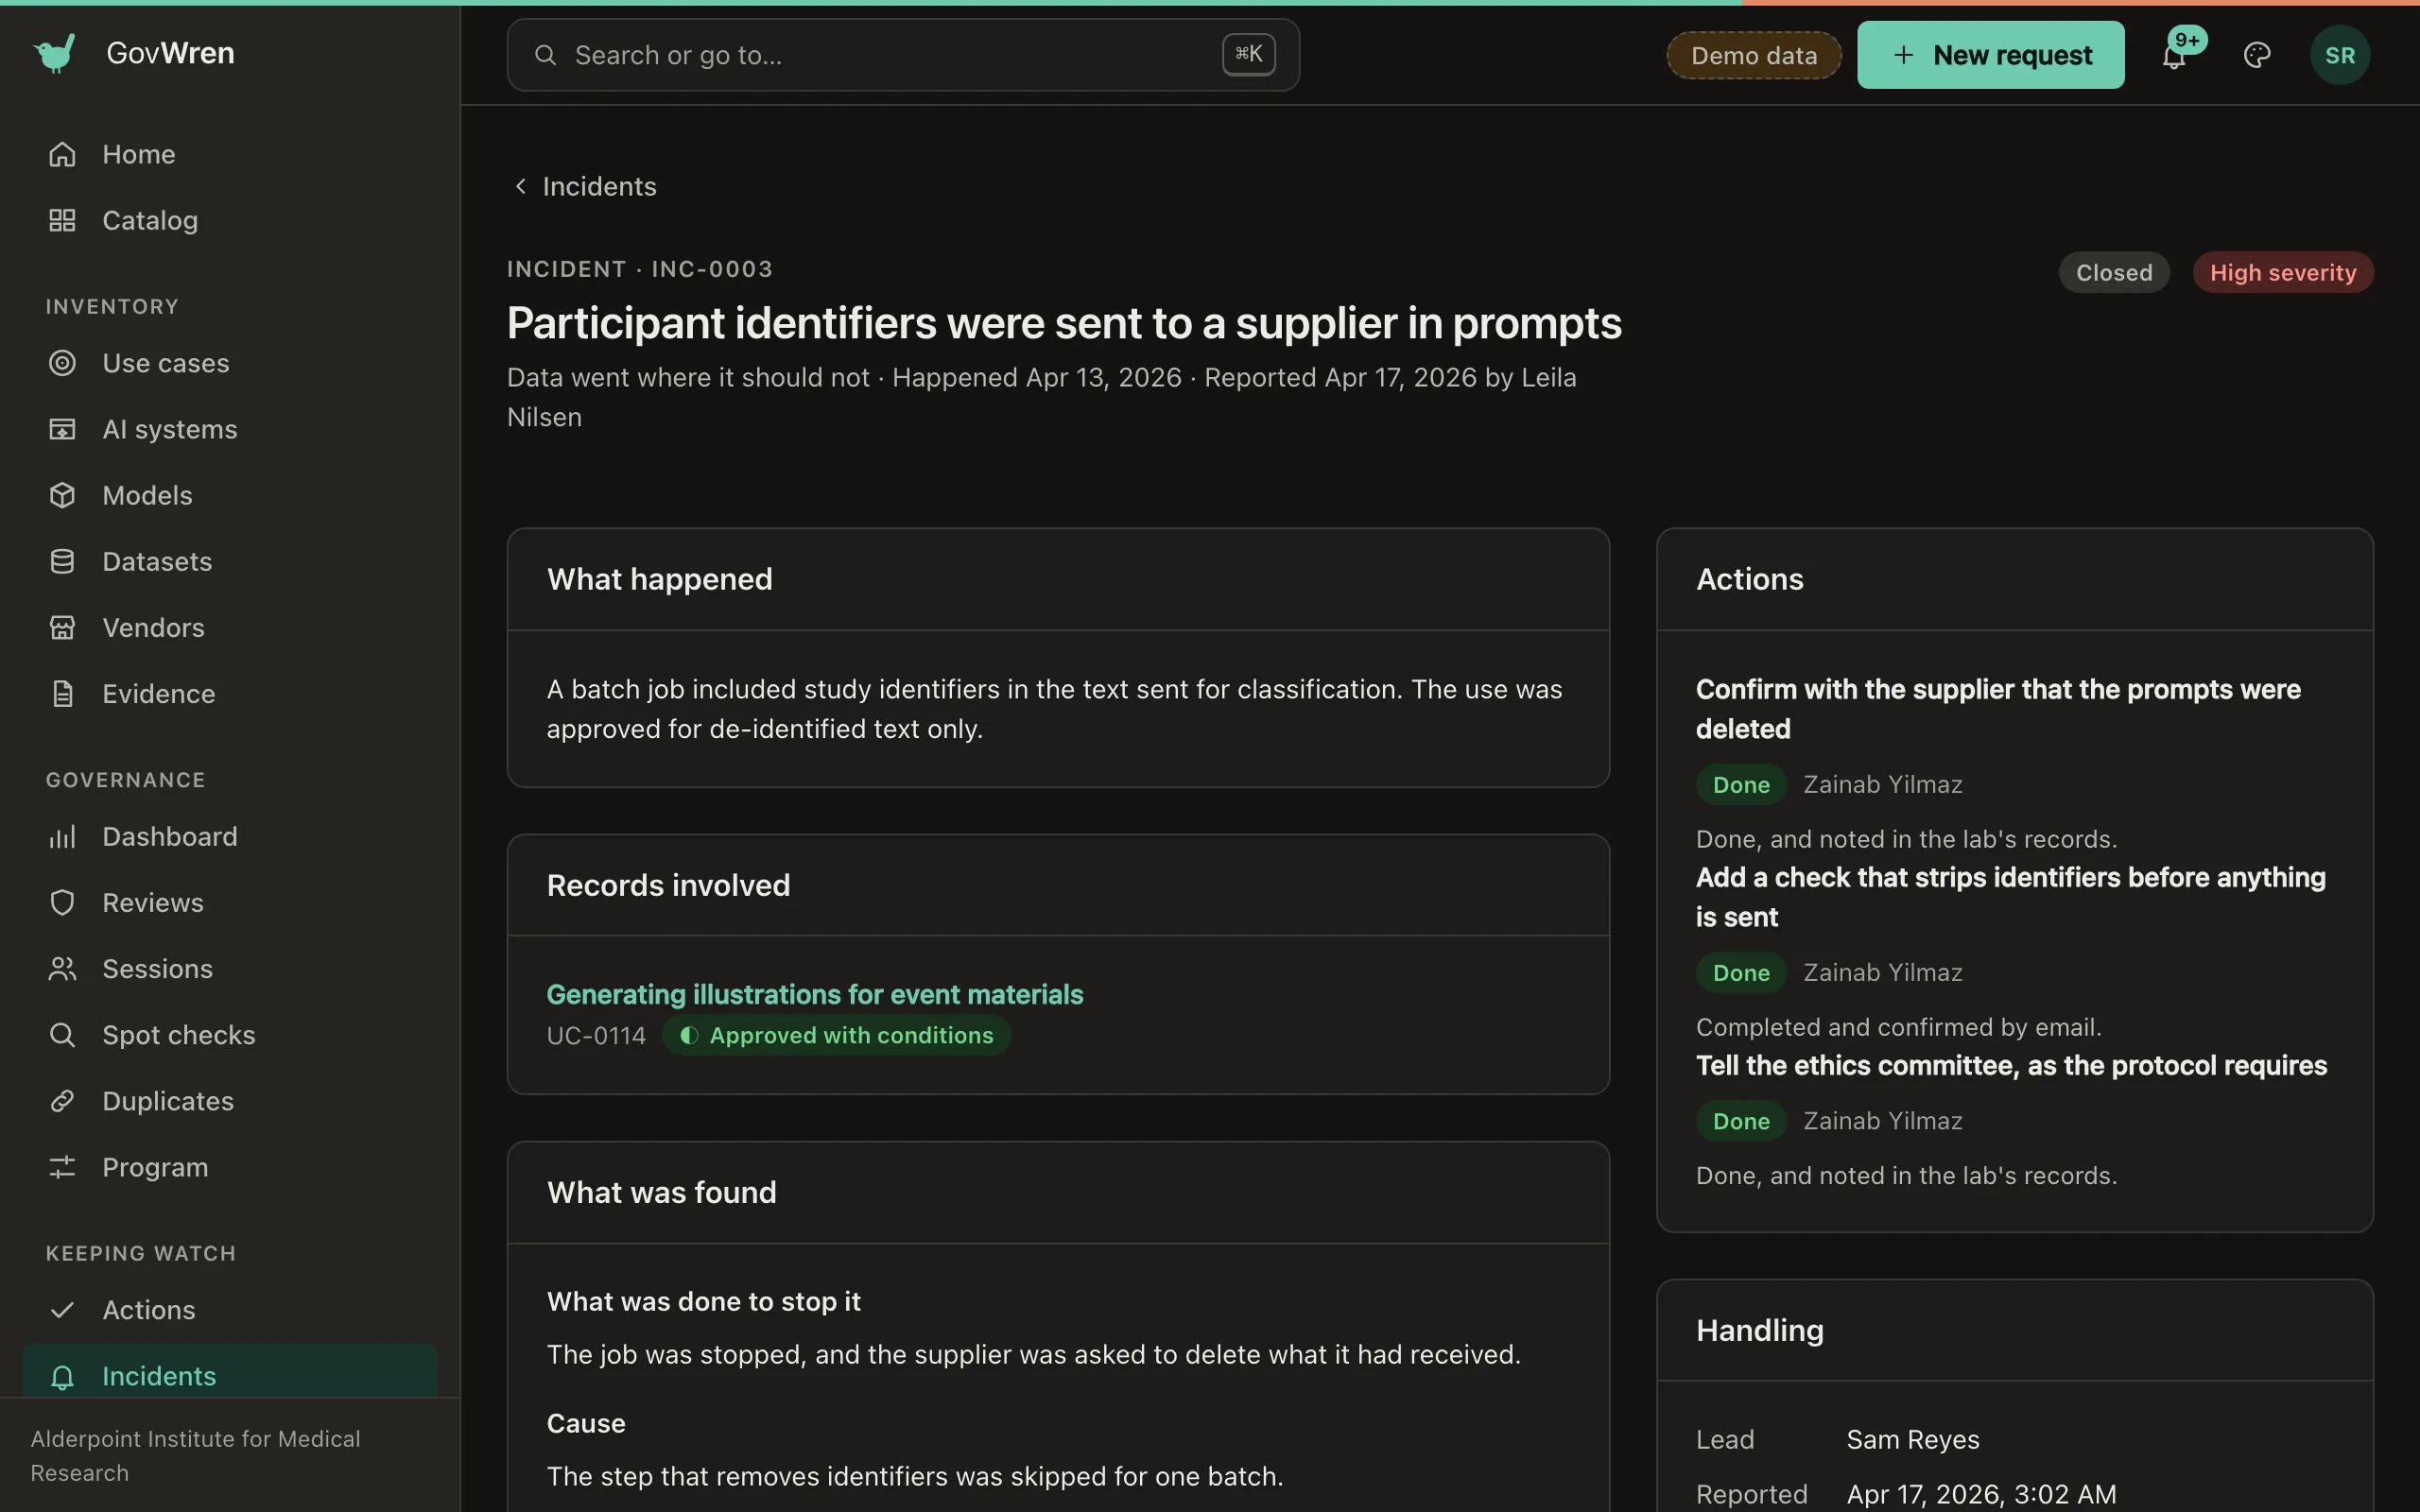 GovWren
Search or go to...
⌘K
Demo data
+ New request
9+
SR
Home
Catalog
INVENTORY
Use cases
AI systems
Models
Datasets
Vendors
Evidence
GOVERNANCE
Dashboard
Reviews
Sessions
Spot checks
Duplicates
Program
KEEPING WATCH
Actions
Incidents
Alderpoint Institute for Medical
Research
Incidents
INCIDENT · INC-0003
Closed
High severity
Participant identifiers were sent to a supplier in prompts
Data went where it should not · Happened Apr 13, 2026 · Reported Apr 17, 2026 by Leila
Nilsen
What happened
A batch job included study identifiers in the text sent for classification. The use was
approved for de-identified text only.
Records involved
Generating illustrations for event materials
UC-0114 Approved with conditions
What was found
What was done to stop it
The job was stopped, and the supplier was asked to delete what it had received.
Cause
The step that removes identifiers was skipped for one batch.
Actions
Confirm with the supplier that the prompts were
deleted
Done Zainab Yilmaz
Done, and noted in the lab's records.
Add a check that strips identifiers before anything
is sent
Done Zainab Yilmaz
Completed and confirmed by email.
Tell the ethics committee, as the protocol requires
Done Zainab Yilmaz
Done, and noted in the lab's records.
Handling
Lead Sam Reyes
Reported Apr 17, 2026, 3:02 AM